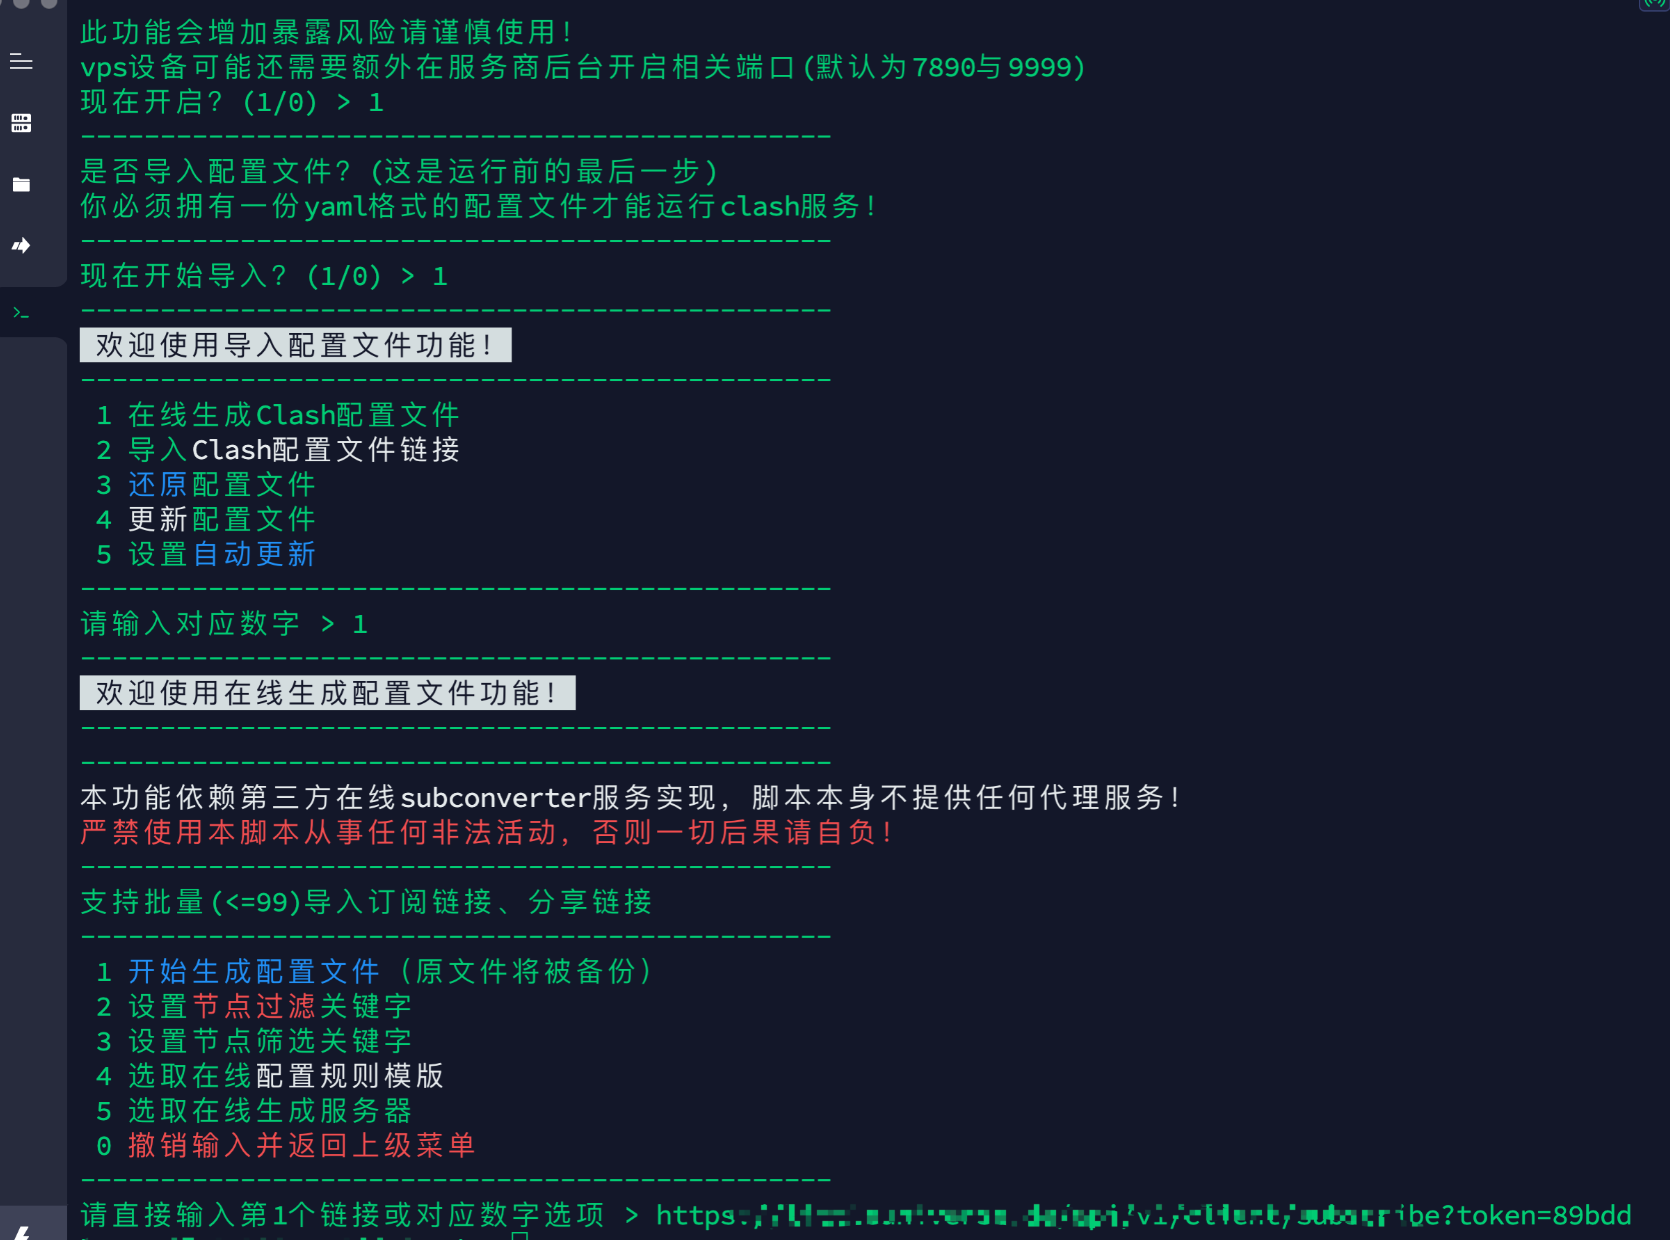 此功能会增加暴露风险请谨慎使用！
vps设备可能还需要额外在服务商后台开启相关端口(默认为7890与9999)
现在开启？(1/0) > 1
-----------------------------------------------
是否导入配置文件？(这是运行前的最后一步)
你必须拥有一份yaml格式的配置文件才能运行clash服务！
-----------------------------------------------
现在开始导入？(1/0) > 1
-----------------------------------------------
欢迎使用导入配置文件功能！
-----------------------------------------------
1 在线生成Clash配置文件
2 导入Clash配置文件链接
3 还原配置文件
4 更新配置文件
5 设置自动更新
-----------------------------------------------
请输入对应数字 > 1
-----------------------------------------------
欢迎使用在线生成配置文件功能！
-----------------------------------------------
-----------------------------------------------
本功能依赖第三方在线subconverter服务实现，脚本本身不提供任何代理服务！
严禁使用本脚本从事任何非法活动，否则一切后果请自负！
-----------------------------------------------
支持批量(<=99)导入订阅链接、分享链接
-----------------------------------------------
1 开始生成配置文件（原文件将被备份）
2 设置节点过滤关键字
3 设置节点筛选关键字
4 选取在线配置规则模版
5 选取在线生成服务器
0 撤销输入并返回上级菜单
-----------------------------------------------
请直接输入第1个链接或对应数字选项 > https be?token=89bdd